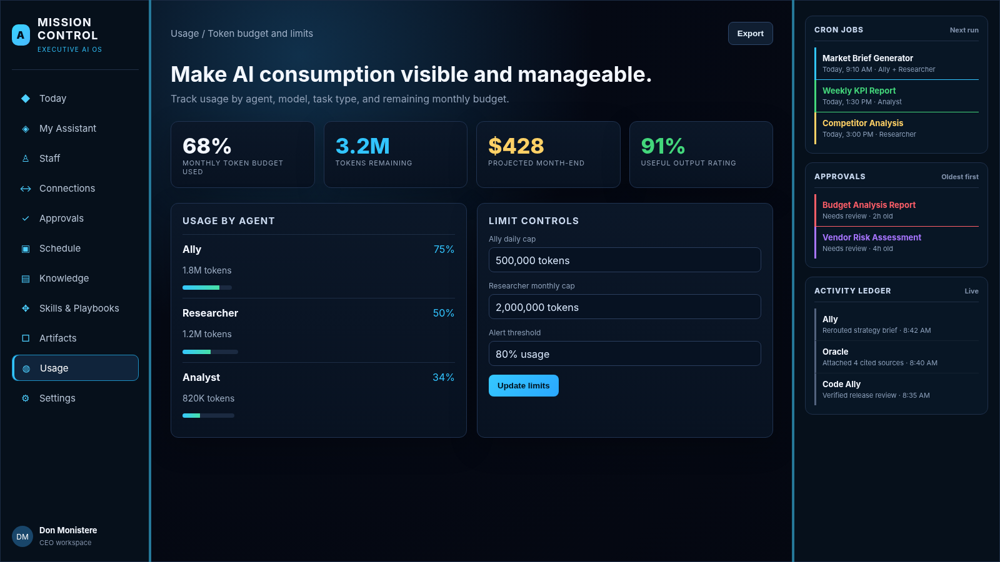 A
MISSION
CONTROL
EXECUTIVE AI OS
Today
My Assistant
Staff
Connections
Approvals
Schedule
Knowledge
Skills & Playbooks
Artifacts
Usage
Settings
DM
Don Monistere
CEO workspace
Usage / Token budget and limits
Export
Make AI consumption visible and manageable.
Track usage by agent, model, task type, and remaining monthly budget.
68%
MONTHLY TOKEN BUDGET
USED
3.2M
TOKENS REMAINING
$428
PROJECTED MONTH-END
91%
USEFUL OUTPUT RATING
USAGE BY AGENT
Ally 75%
1.8M tokens
Researcher 50%
1.2M tokens
Analyst 34%
820K tokens
LIMIT CONTROLS
Ally daily cap
500,000 tokens
Researcher monthly cap
2,000,000 tokens
Alert threshold
80% usage
Update limits
CRON JOBS Next run
Market Brief Generator
Today, 9:10 AM · Ally + Researcher
Weekly KPI Report
Today, 1:30 PM · Analyst
Competitor Analysis
Today, 3:00 PM · Researcher
APPROVALS Oldest first
Budget Analysis Report
Needs review · 2h old
Vendor Risk Assessment
Needs review · 4h old
ACTIVITY LEDGER Live
Ally
Rerouted strategy brief · 8:42 AM
Oracle
Attached 4 cited sources · 8:40 AM
Code Ally
Verified release review · 8:35 AM